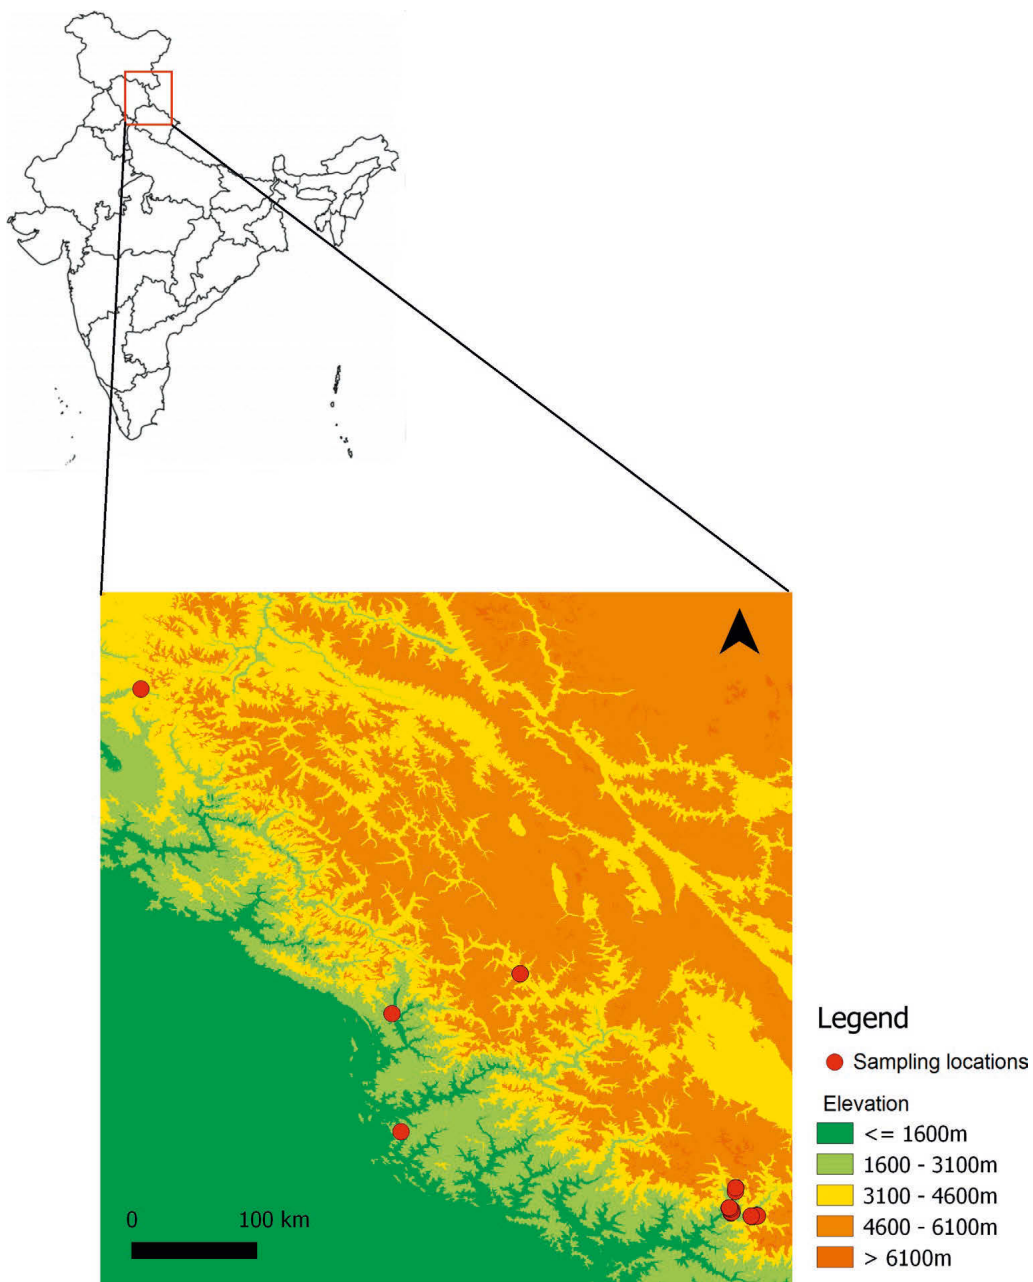 Legend
Sampling locations
Elevation
<= 1600m
1600 - 3100m
3100 - 4600m
4600 - 6100m
> 6100m
0 100 km